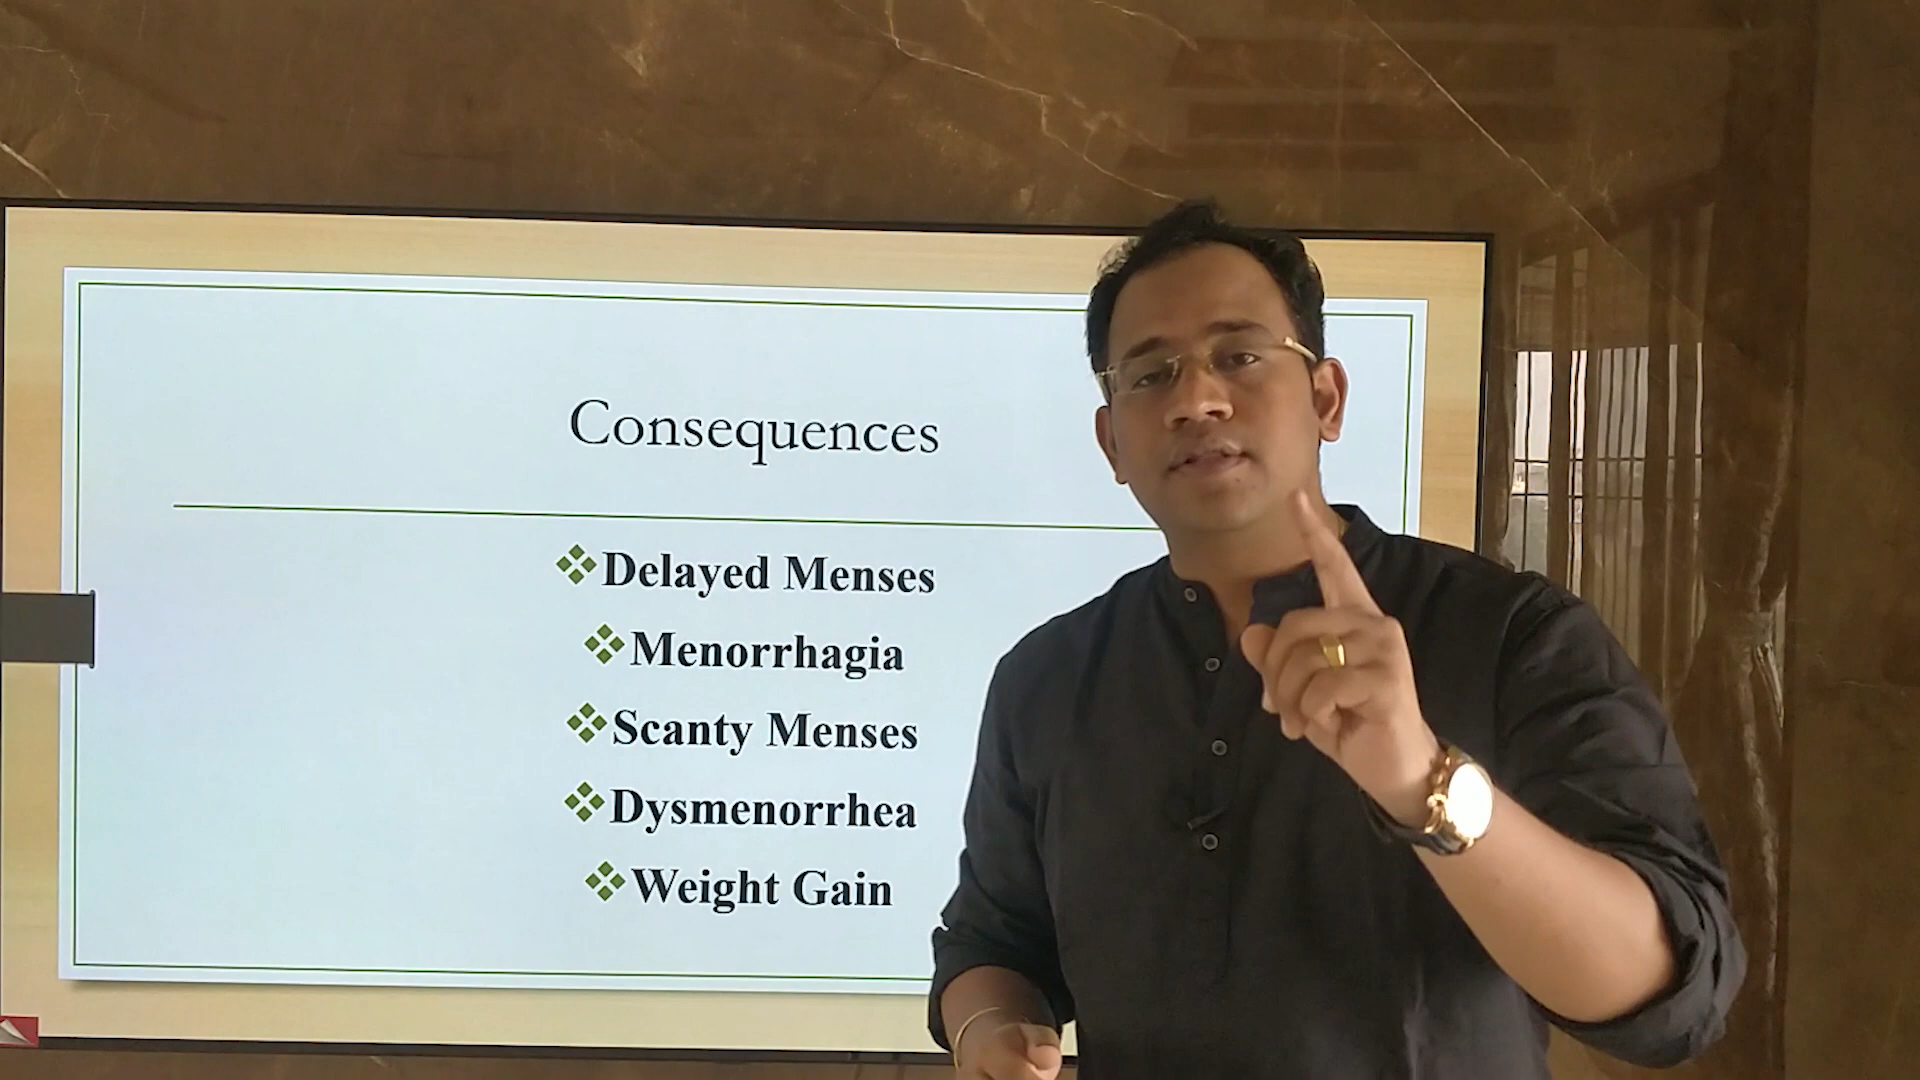 Consequences
Delayed Menses
Menorrhagia
Scanty Menses
Dysmenorrhea
Weight Gain